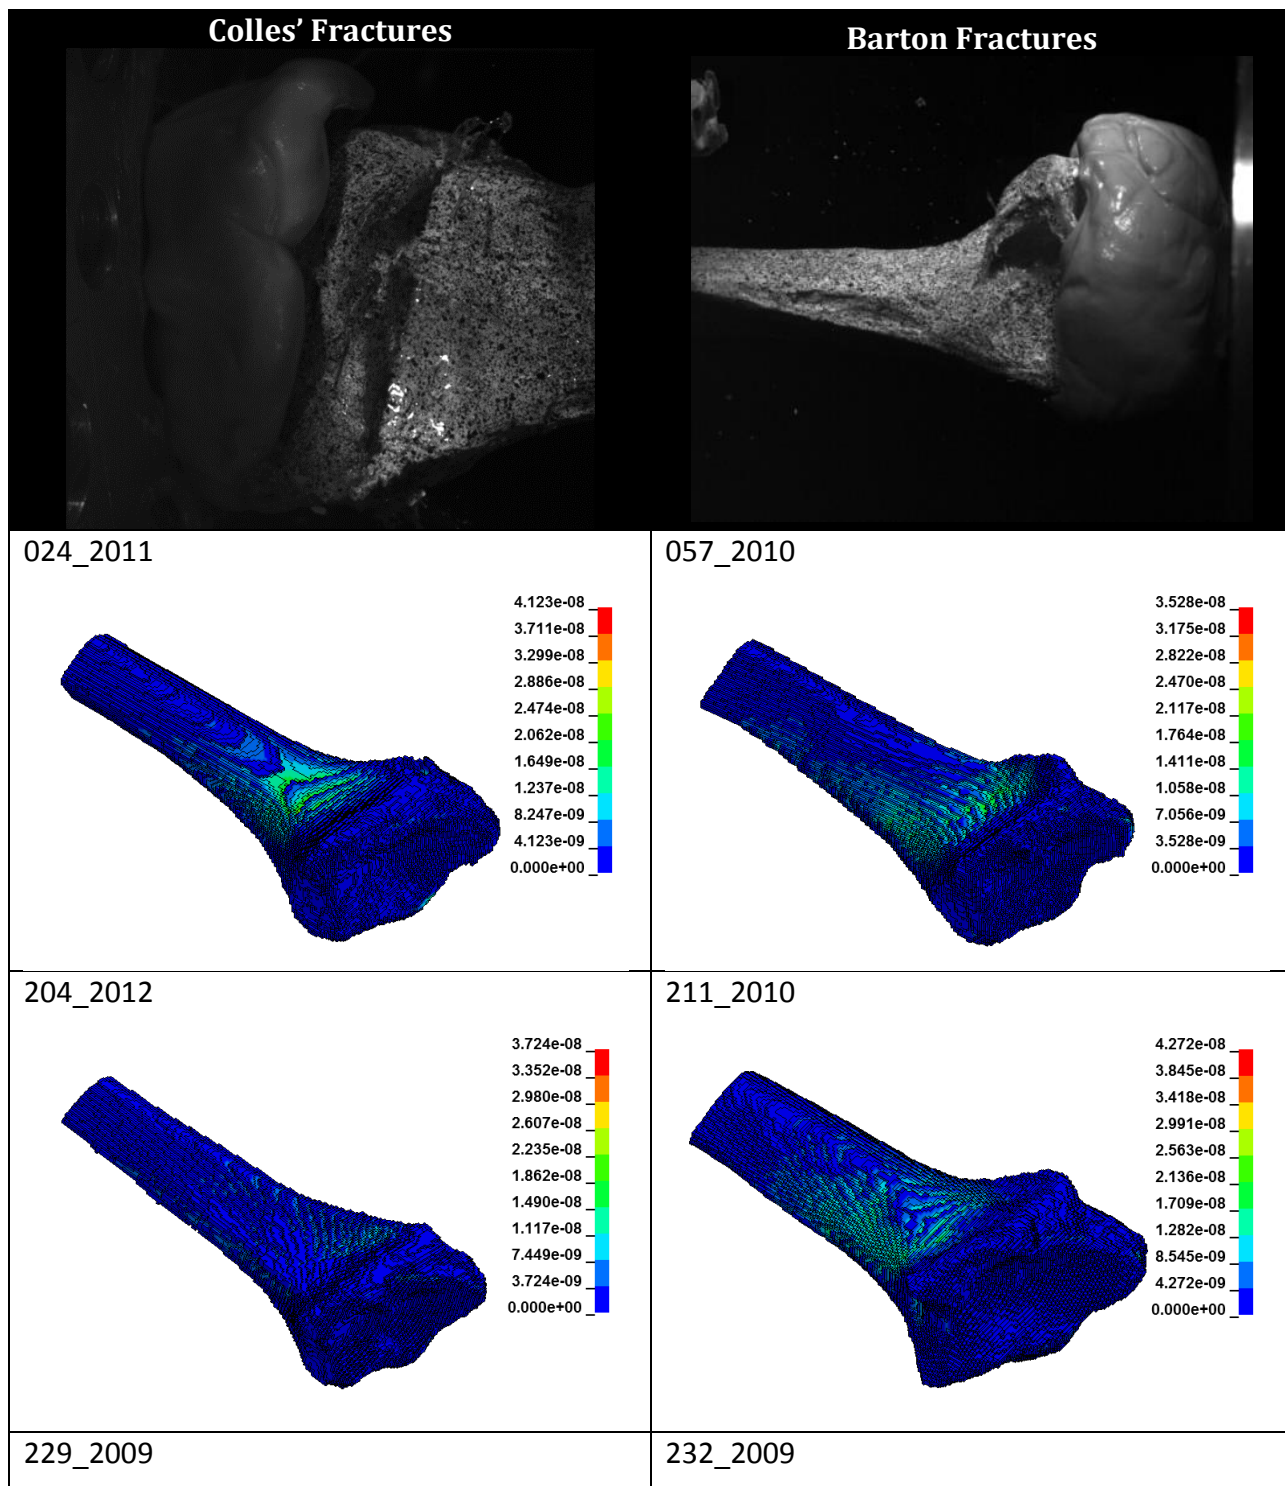 Colles’ Fractures
Barton Fractures
024_2011
4.123e-08
3.711e-08
3.299e-08
2.886e-08
2.474e-08
2.062e-08
1.649e-08
1.237e-08
8.247e-09
4.123e-09
0.000e+00
057_2010
3.528e-08
3.175e-08
2.822e-08
2.470e-08
2.117e-08
1.764e-08
1.411e-08
1.058e-08
7.056e-09
3.528e-09
0.000e+00
204_2012
3.724e-08
3.352e-08
2.980e-08
2.607e-08
2.235e-08
1.862e-08
1.490e-08
1.117e-08
7.449e-09
3.724e-09
0.000e+00
211_2010
4.272e-08
3.845e-08
3.418e-08
2.991e-08
2.563e-08
2.136e-08
1.709e-08
1.282e-08
8.545e-09
4.272e-09
0.000e+00
229_2009
232_2009